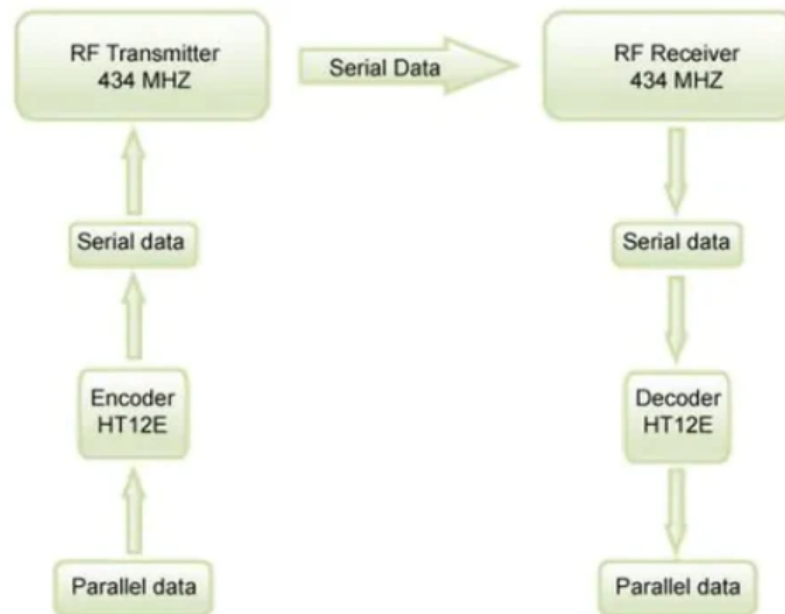 RF Transmitter
434 MHZ
Serial Data
RF Receiver
434 MHZ
Serial data
Serial data
Encoder
HT12E
Decoder
HT12E
Parallel data
Parallel data